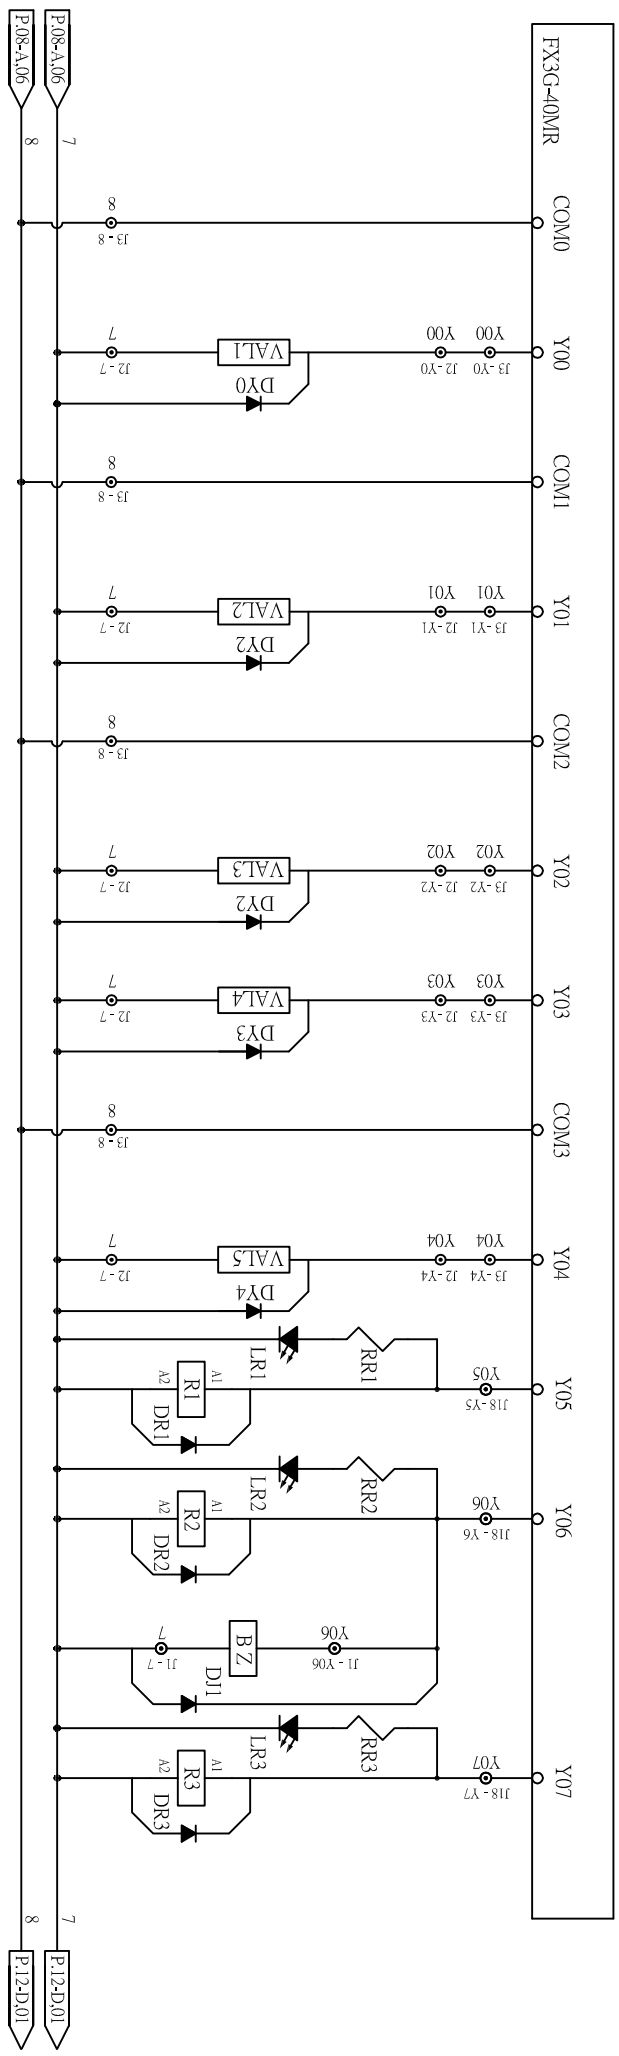 P.08-A,06
P.08-A,06
8
7
FX3G-40MR
COM0
8
J3 - 8
Y00
Y00
J3-Y0
Y00
J2-Y0
VAL1
DY0
7
J2 - 7
COM1
8
J3 - 8
Y01
Y01
J3-Y1
Y01
J2-Y1
VAL2
DY2
7
J2 - 7
COM2
8
J3 - 8
Y02
Y02
J3-Y2
Y02
J2-Y2
VAL3
DY2
7
J2 - 7
Y03
Y03
J3-Y3
Y03
J2-Y3
VAL4
DY3
7
J2 - 7
COM3
8
J3 - 8
Y04
Y04
J3-Y4
Y04
J2-Y4
VAL5
DY4
7
J2 - 7
Y05
Y05
J18-Y5
RR1
LR1
A1
R1
A2
DR1
Y06
Y06
J18 - Y6
RR2
LR2
A1
R2
A2
DR2
Y06
J1 - Y06
B Z
7
J1 - 7
DJ1
Y07
Y07
J18 - Y7
RR3
LR3
A1
R3
A2
DR3
8
7
P.12-D,01
P.12-D,01